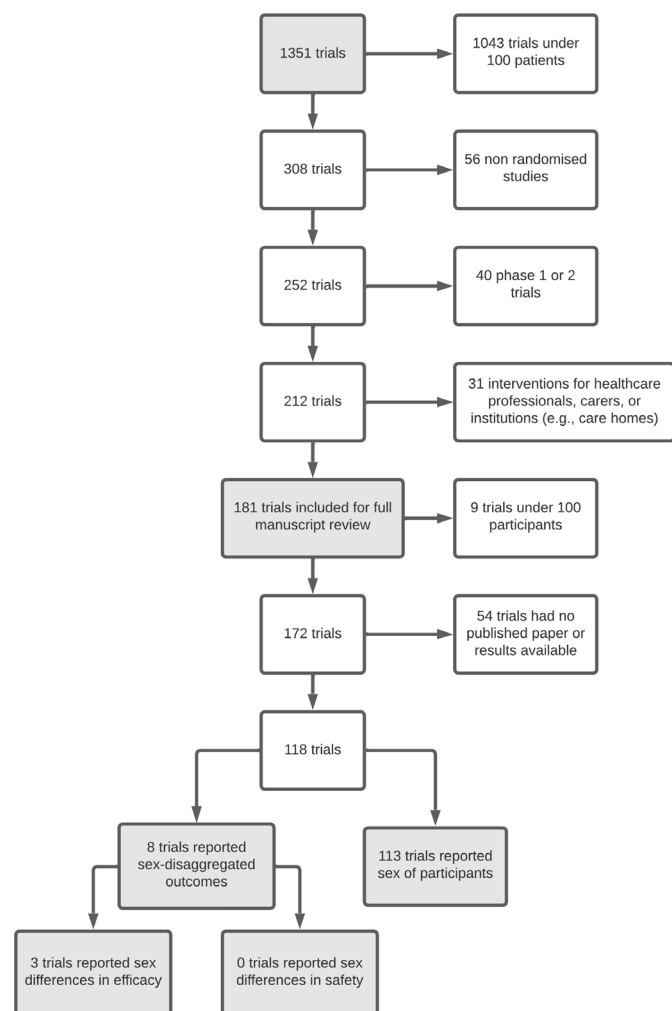 1351 trials
1043 trials under
100 patients
308 trials
56 non randomised
studies
252 trials
40 phase 1 or 2
trials
212 trials
31 interventions for healthcare
professionals, carers, or
institutions (e.g., care homes)
181 trials included for full
manuscript review
9 trials under 100
participants
172 trials
54 trials had no
published paper or
results available
118 trials
8 trials reported
sex-disaggregated
outcomes
113 trials reported
sex of participants
3 trials reported sex
differences in efficacy
0 trials reported sex
differences in safety